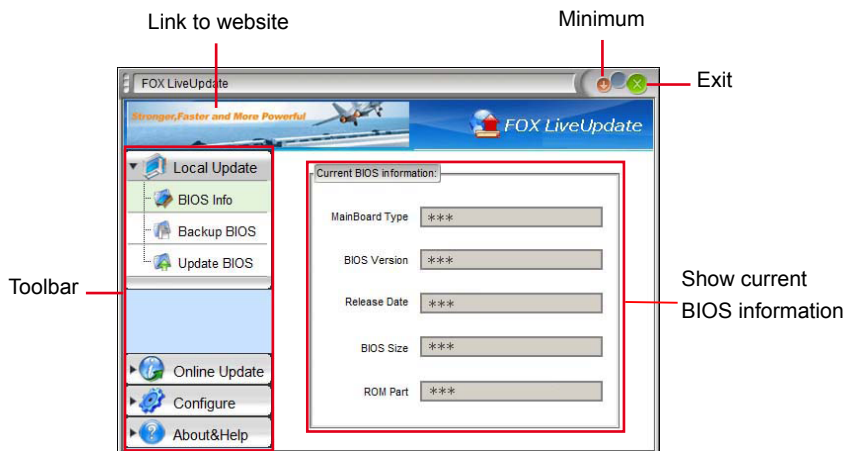 Link to website
Minimum
Exit
FOX LiveUpdate
Stronger,Faster and More Powerful
FOX LiveUpdate
Toolbar
Local Update
BIOS Info
Backup BIOS
Update BIOS
Online Update
Configure
About&Help
Current BIOS information:
MainBoard Type ***
BIOS Version ***
Release Date ***
BIOS Size ***
ROM Part ***
Show current
BIOS information